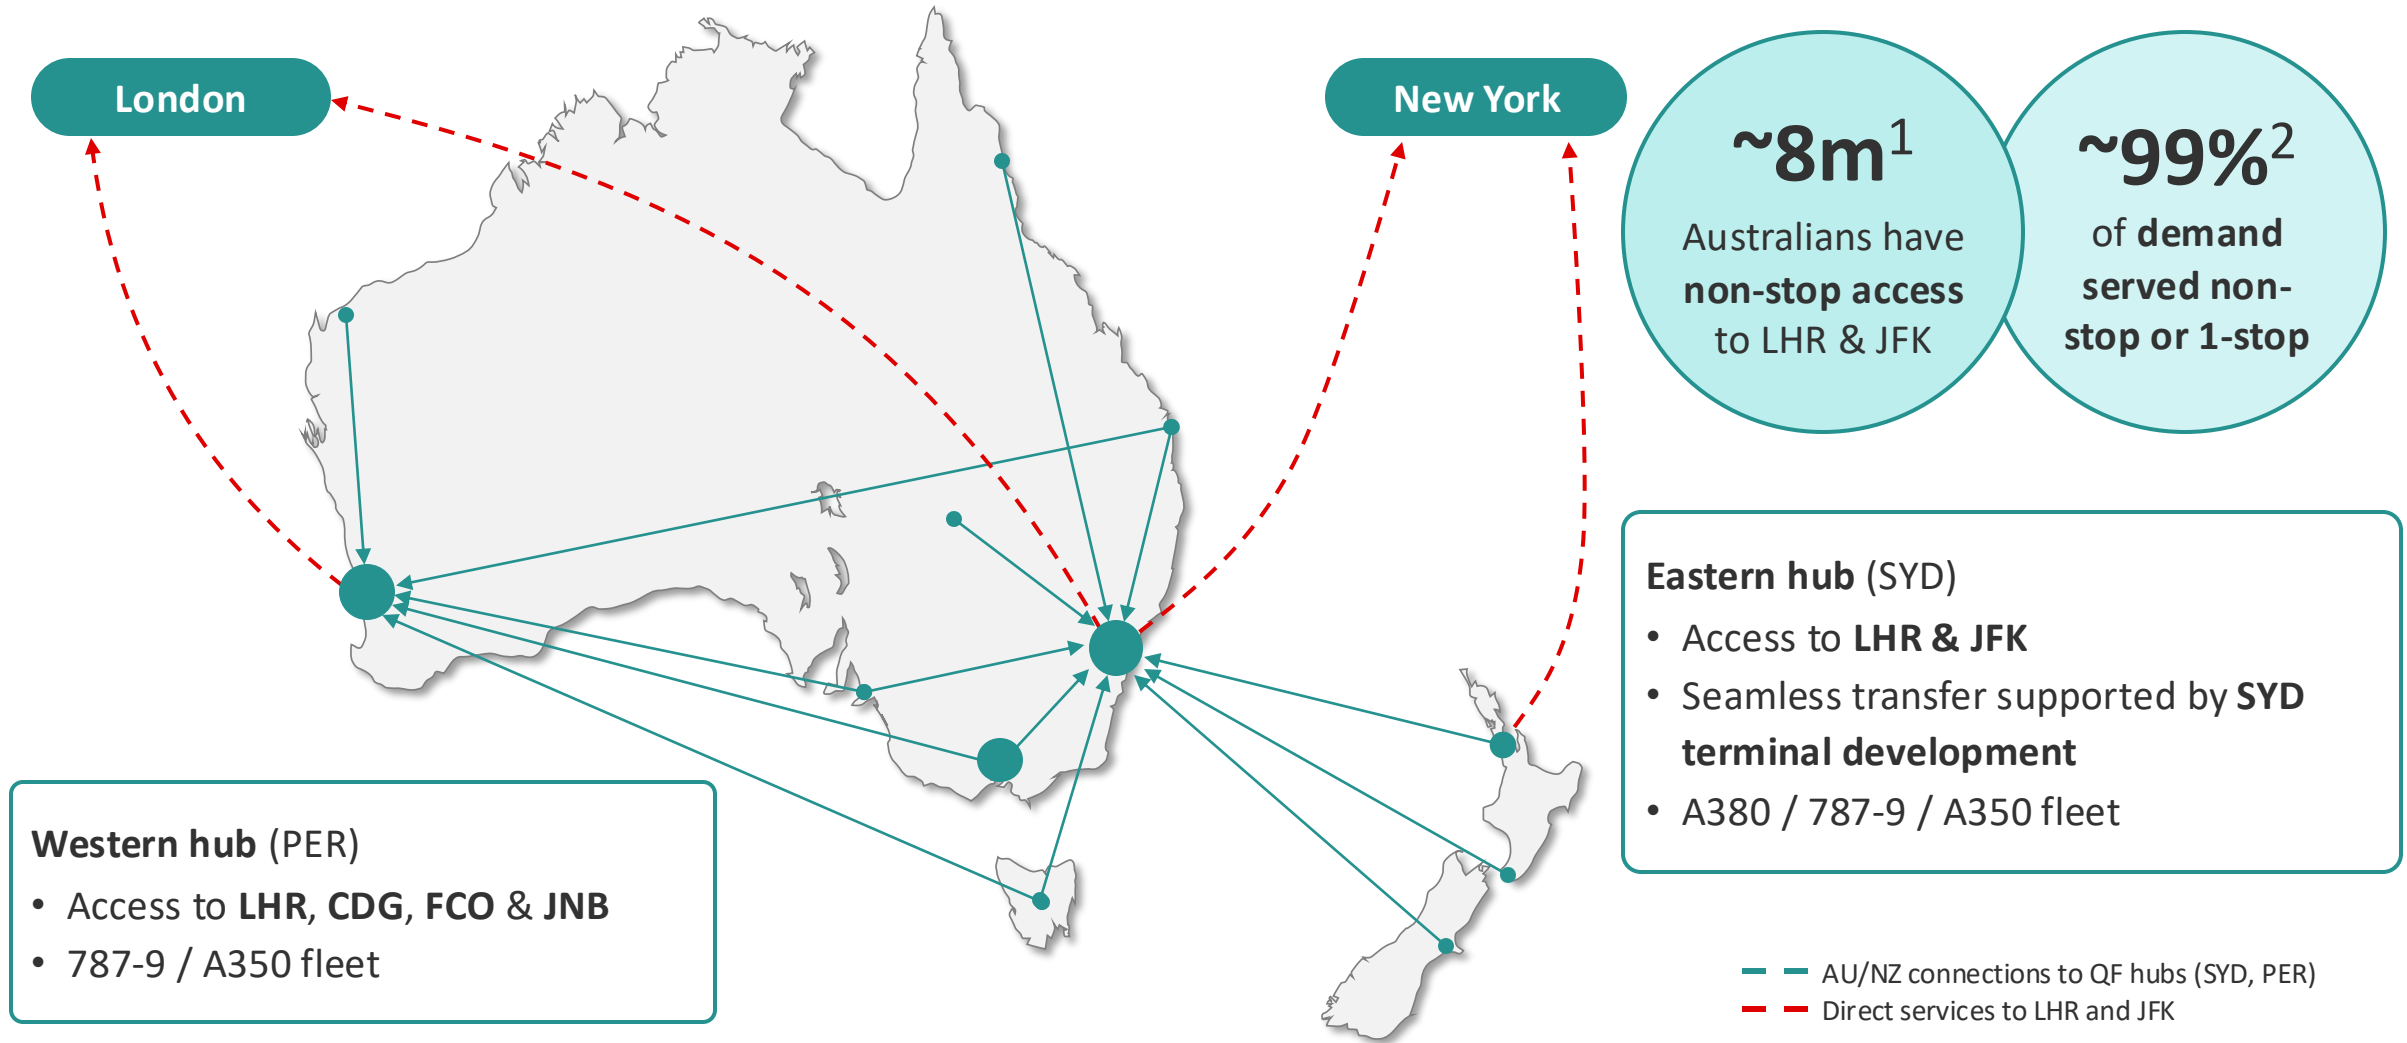 London
New York
~8m1
Australians have
non-stop access
to LHR & JFK
~99%2
of demand
served non-
stop or 1-stop
Eastern hub (SYD)
• Access to LHR & JFK
• Seamless transfer supported by SYD
terminal development
• A380 / 787-9 / A350 fleet
Western hub (PER)
• Access to LHR, CDG, FCO & JNB
• 787-9 / A350 fleet
AU/NZ connections to QF hubs (SYD, PER)
Direct services to LHR and JFK